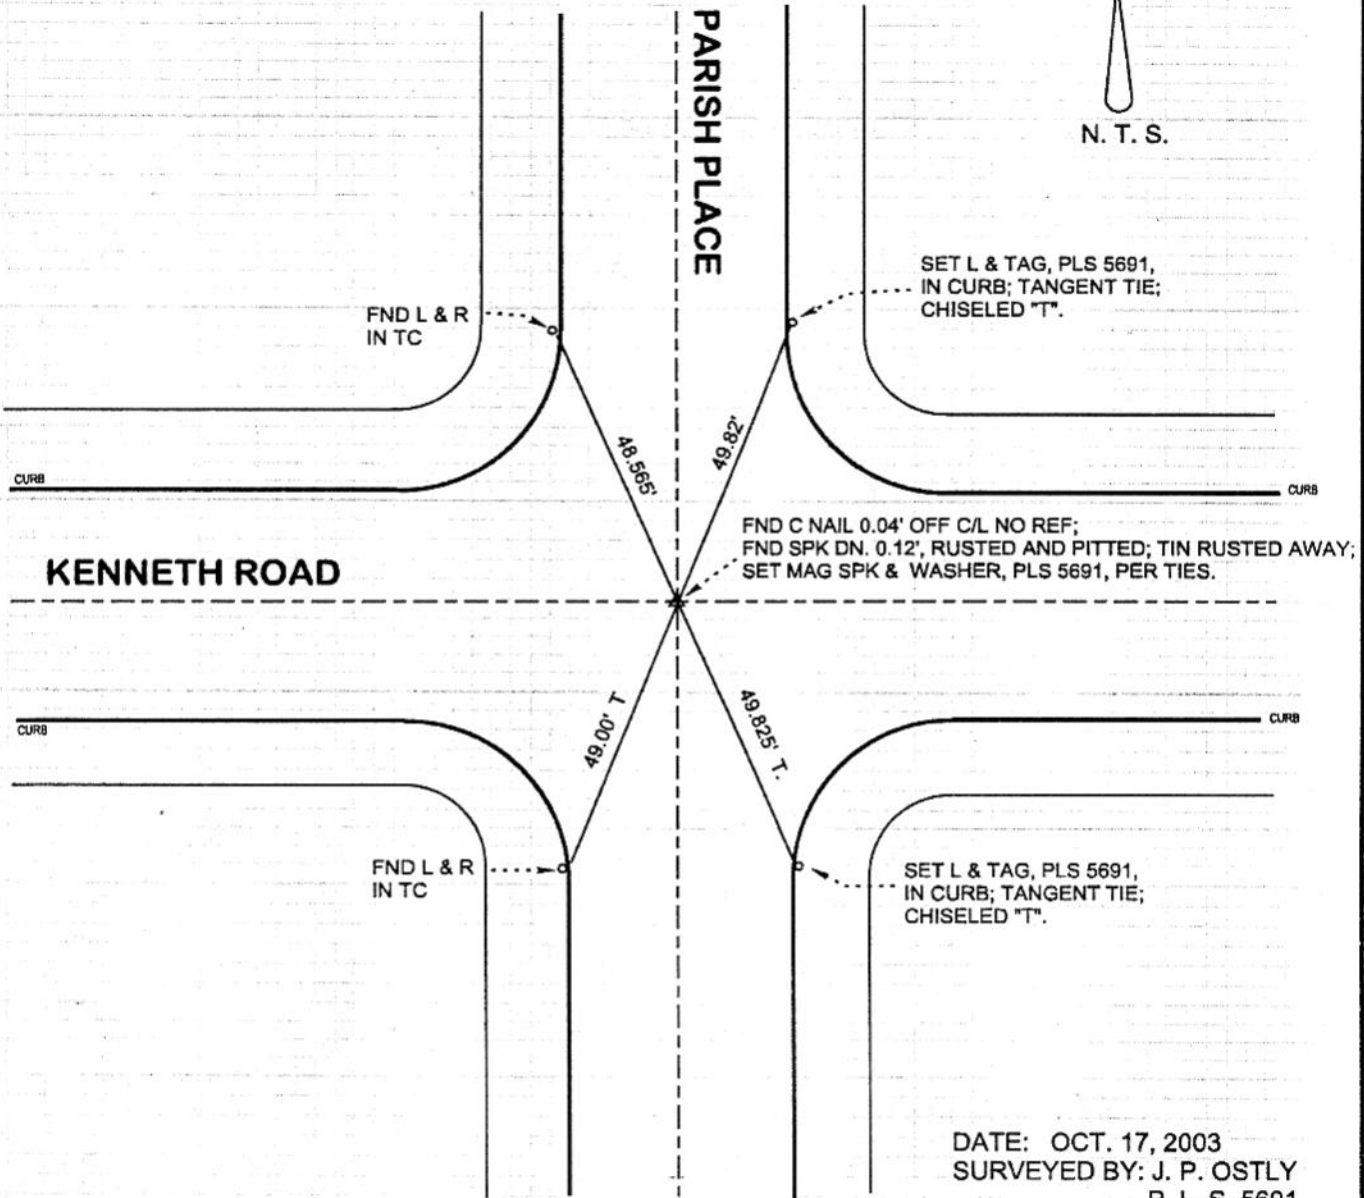 PARISH PLACE
N. T. S.
SET L & TAG, PLS 5691,
IN CURB; TANGENT TIE;
CHISELED "T".
FND L & R
IN TC
48.565'
49.82'
CURB
CURB
FND C NAIL 0.04' OFF C/L NO REF;
FND SPK DN. 0.12', RUSTED AND PITTED; TIN RUSTED AWAY;
SET MAG SPK & WASHER, PLS 5691, PER TIES.
KENNETH ROAD
49.00' T
49.825' T.
CURB
CURB
FND L & R
IN TC
SET L & TAG, PLS 5691,
IN CURB; TANGENT TIE;
CHISELED "T".
DATE: OCT. 17, 2003
SURVEYED BY: J. P. OSTLY
P. L. S. 5691